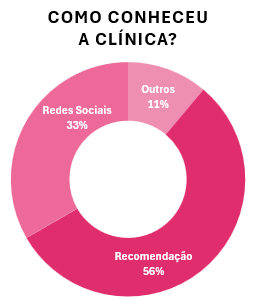 COMO CONHECEU
A CLÍNICA?
Outros
11%
Redes Sociais
33%
Recomendação
56%